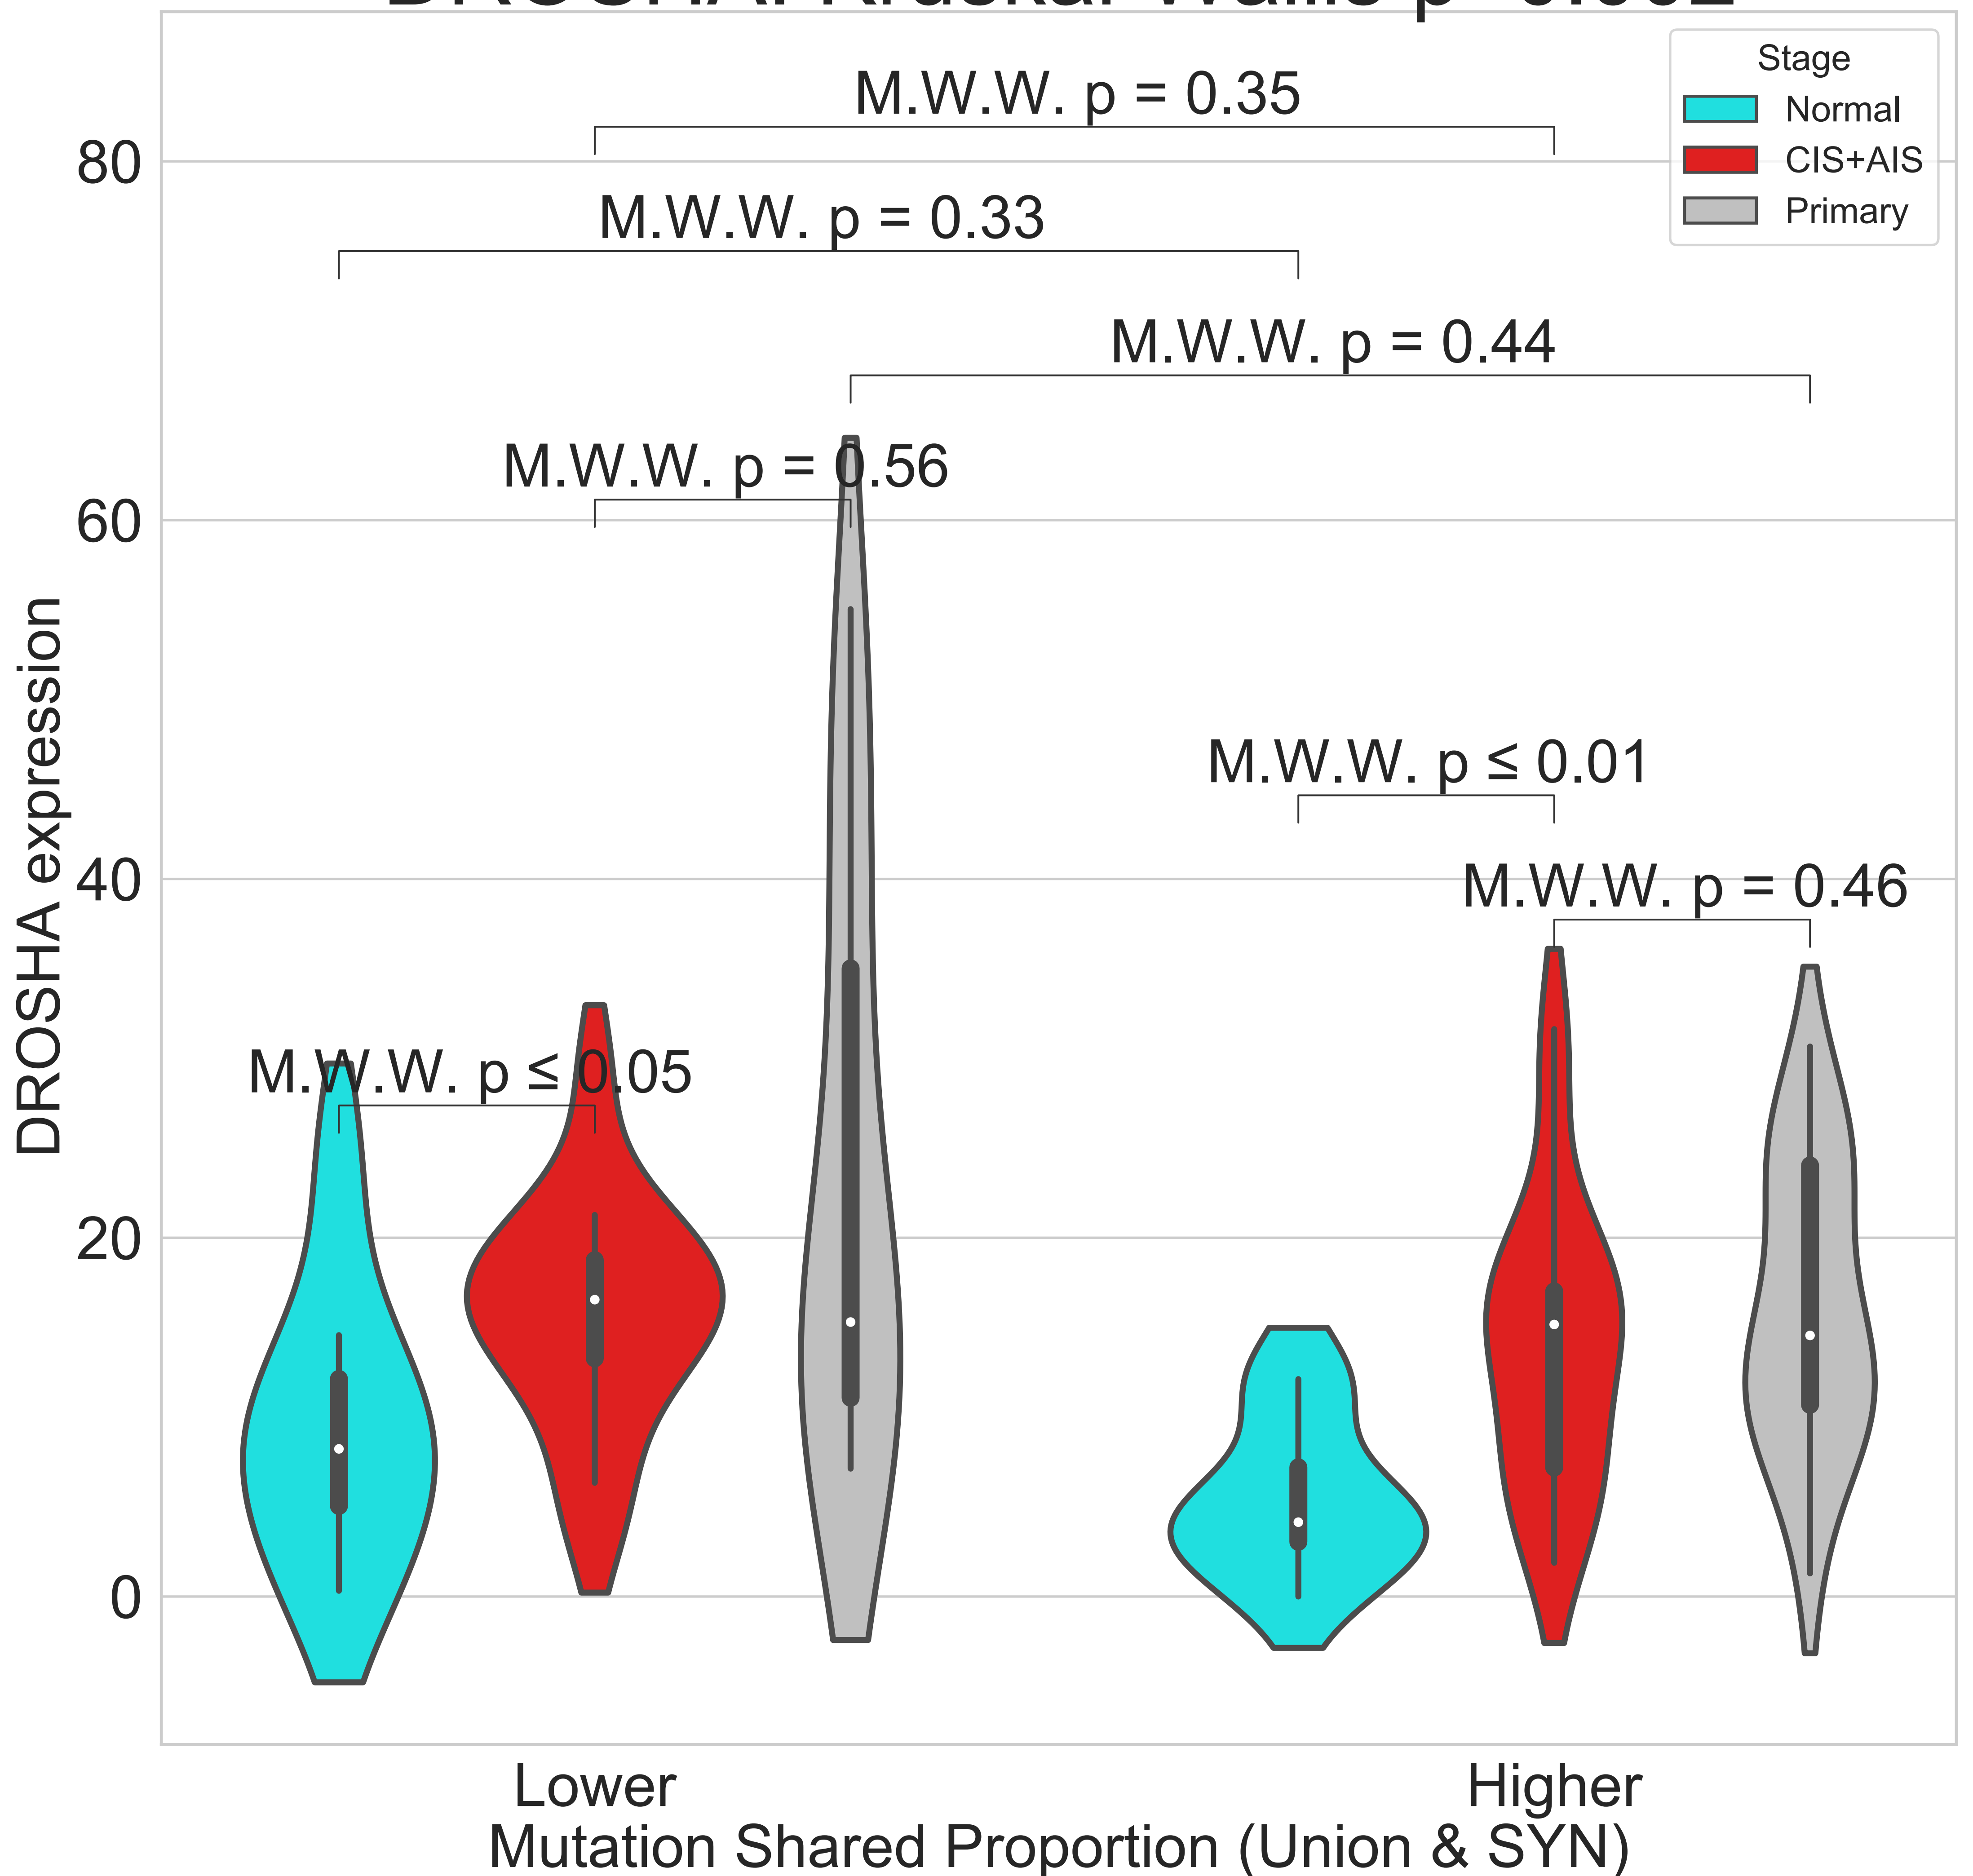 Stage
Normal
CIS+AIS
Primary
M.W.W. p = 0.35
80
M.W.W. p = 0.33
M.W.W. p = 0.44
M.W.W. p = 0.56
60
M.W.W. p ≤ 0.01
40
M.W.W. p = 0.46
M.W.W. p ≤ 0.05
20
0
DROSHA expression
Lower
Higher
Mutation Shared Proportion (Union & SYN)